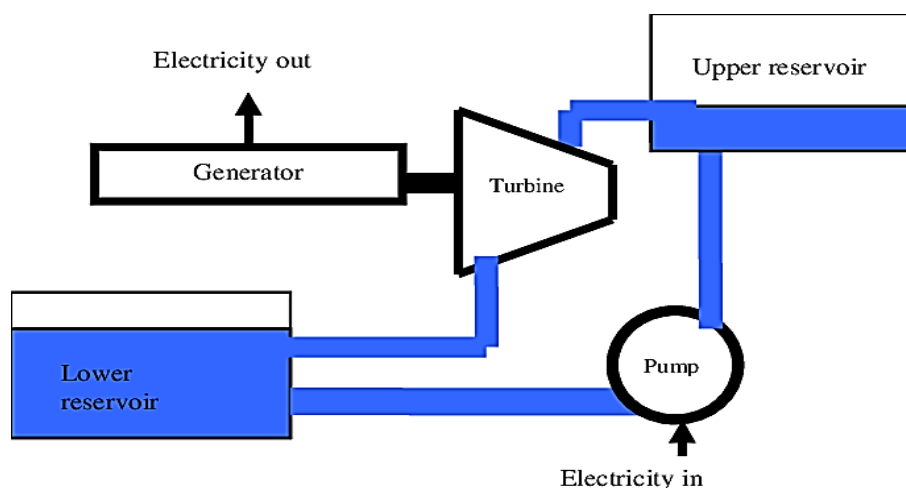 Electricity out
Upper reservoir
Generator
Turbine
Lower
reservoir
Pump
Electricity in